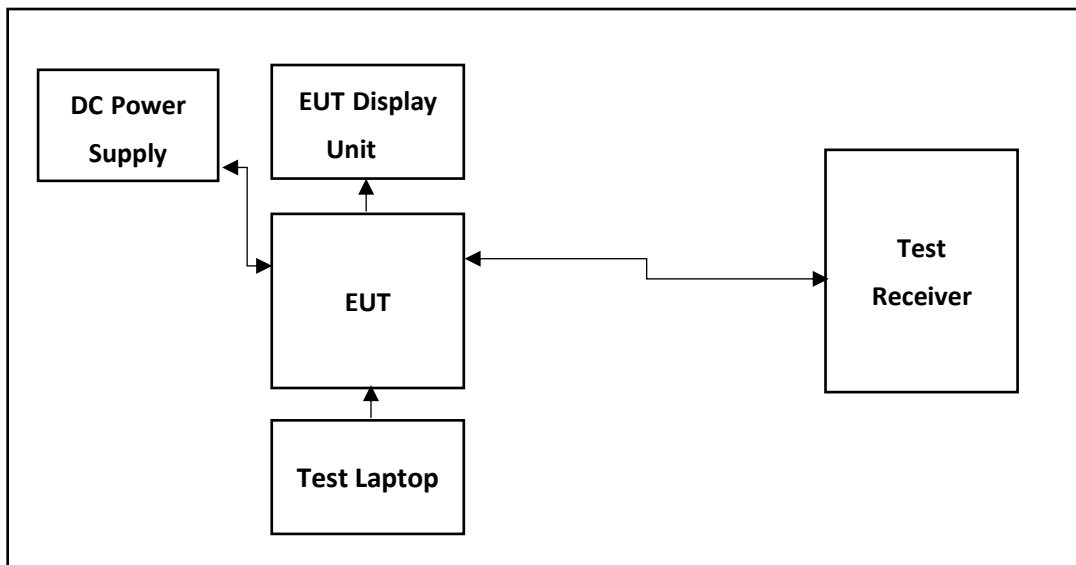 DC Power
Supply
EUT Display
Unit
EUT
Test
Receiver
Test Laptop